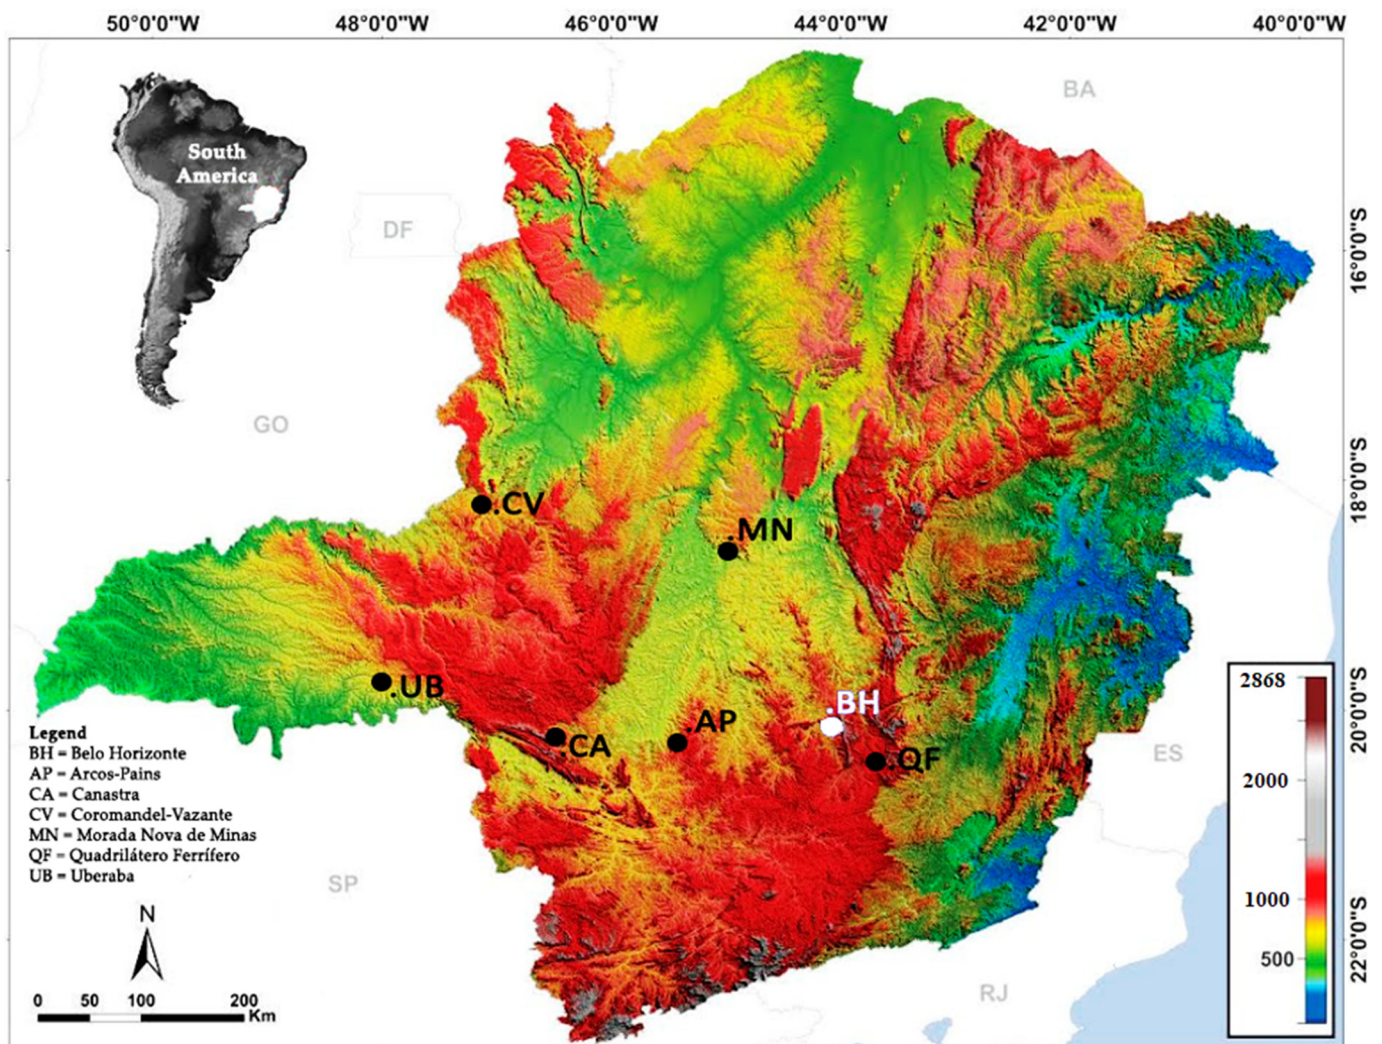 50°0'0"W
48°0'0"W
46°0'0"W
44°0'0"W
42°0'0"W
40°0'0"W
BA
South
America
DF
16°0'0"S
GO
18°0'0"S
.CV
.MN
.UB
.BH
.AP
.CA
.QF
20°0'0"S
ES
Legend
BH = Belo Horizonte
AP = Arcos-Pains
CA = Canastra
CV = Coromandel-Vazante
MN = Morada Nova de Minas
QF = Quadrilátero Ferrífero
UB = Uberaba
2868
2000
1000
500
SP
N
22°0'0"S
RJ
0 50 100 200
Km